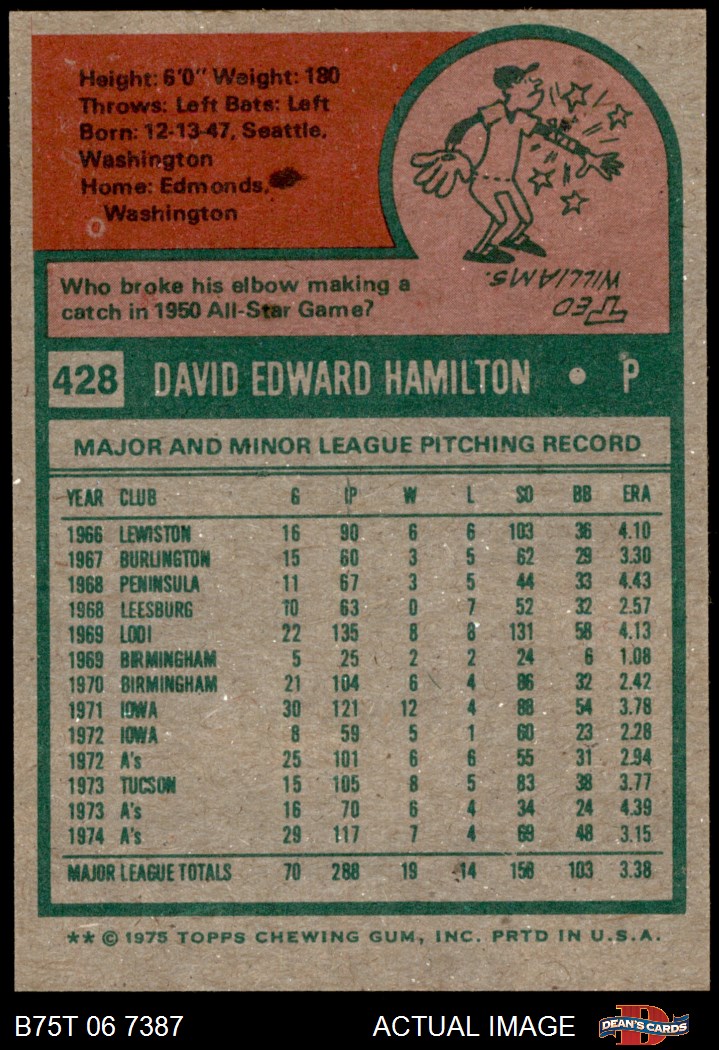 Height: 6'0" Weight: 180
Throws: Left Bats: Left
Born: 12-13-47, Seattle,
Washington
Home: Edmonds,
Washington
Who broke his elbow making a
catch in 1950 All-Star Game?
TED
WILLIAMS.
428 DAVID EDWARD HAMILTON • P
MAJOR AND MINOR LEAGUE PITCHING RECORD
YEAR CLUB G IP W L SO BB ERA
1966 LEWISTON 16 90 6 6 103 36 4.10
1967 BURLINGTON 15 60 3 5 62 29 3.30
1968 PENINSULA 11 67 3 5 44 33 4.43
1968 LEESBURG 10 63 0 7 52 32 2.57
1969 LODI 22 135 8 8 131 58 4.13
1969 BIRMINGHAM 5 25 2 2 24 6 1.08
1970 BIRMINGHAM 21 104 6 4 86 32 2.42
1971 IOWA 30 121 12 4 88 54 3.78
1972 IOWA 8 59 5 1 60 23 2.28
1972 A's 25 101 6 6 55 31 2.94
1973 TUCSON 15 105 8 5 83 38 3.77
1973 A's 16 70 6 4 34 24 4.39
1974 A's 29 117 7 4 69 48 3.15
MAJOR LEAGUE TOTALS 70 288 19 14 158 103 3.38
** © 1975 TOPPS CHEWING GUM, INC. PRTD IN U.S.A.
B75T 06 7387 ACTUAL IMAGE
D
DEAN'S CARDS